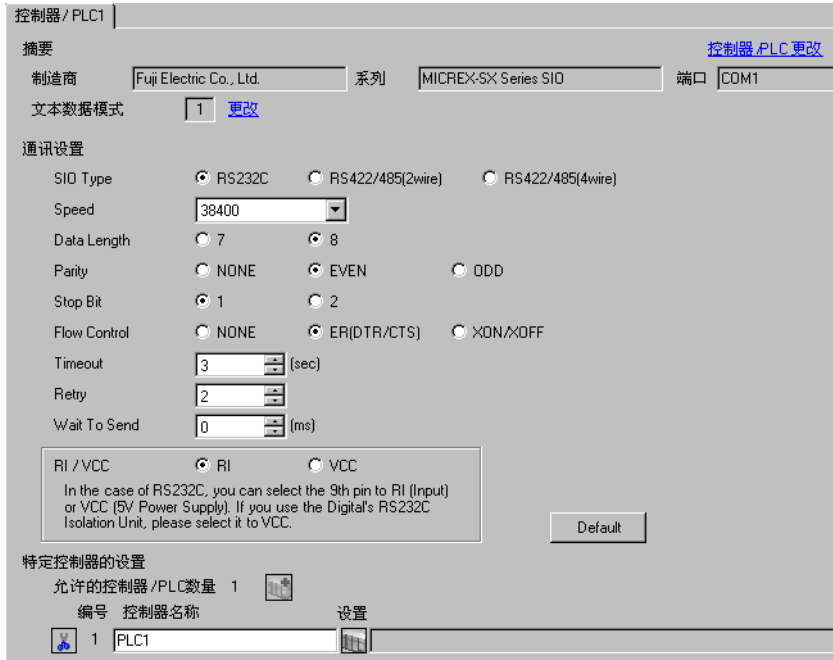 控制器/PLC1
摘要 控制器/PLC更改
制造商 Fuji Electric Co., Ltd. 系列 MICREX-SX Series SIO 端口 COM1
文本数据模式 1 更改
通讯设置
SIO Type RS232C RS422/485(2wire) RS422/485(4wire)
Speed 38400
Data Length 7 8
Parity NONE EVEN ODD
Stop Bit 1 2
Flow Control NONE ER(DTR/CTS) XON/XOFF
Timeout 3 (sec)
Retry 2
Wait To Send 0 (ms)
RI / VCC RI VCC
In the case of RS232C, you can select the 9th pin to RI (Input)
or VCC (5V Power Supply). If you use the Digital's RS232C
Isolation Unit, please select it to VCC.
Default
特定控制器的设置
允许的控制器/PLC数量 1
编号 控制器名称 设置
1 PLC1